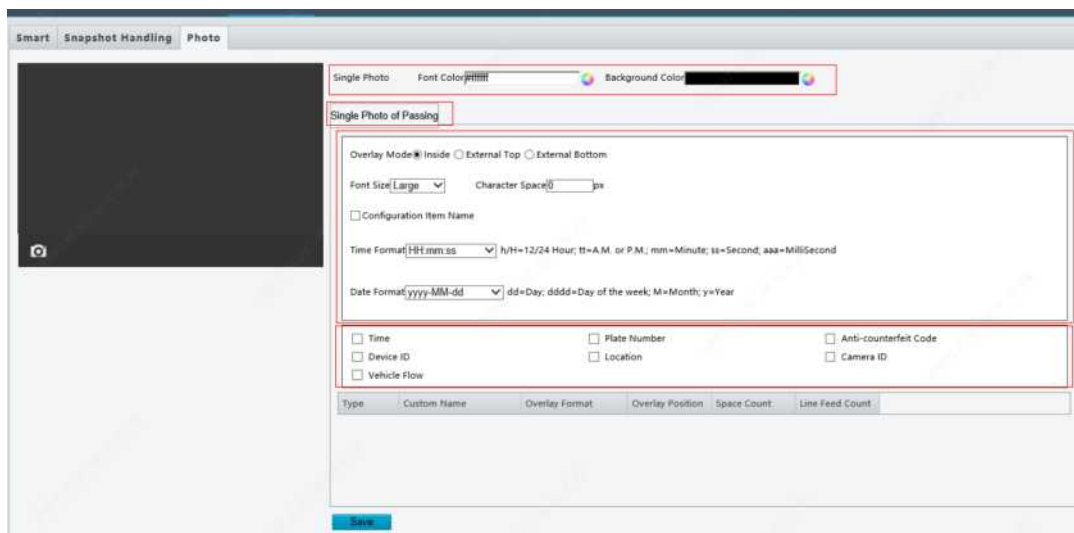 Smart Snapshot Handling Photo
Single Photo Font Color #ffffff Background Color
Single Photo of Passing
Overlay Mode Inside External Top External Bottom
Font Size Large Character Space 0 px
Configuration Item Name
Time Format HH:mm:ss h/H=12/24 Hour; tt=A.M. or P.M.; mm=Minute; ss=Second; aaa=MilliSecond
Date Format yyyy-MM-dd dd=Day; dddd=Day of the week; M=Month; y=Year
Time Plate Number Anti-counterfeit Code
Device ID Location Camera ID
Vehicle Flow
Type Custom Name Overlay Format Overlay Position Space Count Line Feed Count
Save